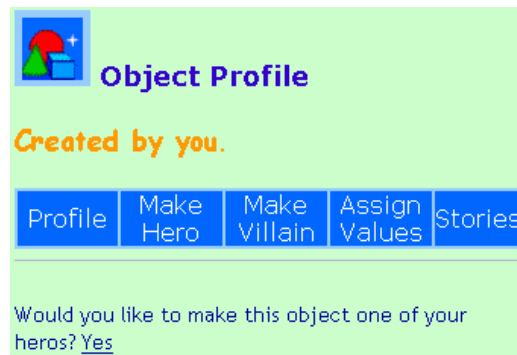 Object Profile
Created by you.
Profile Make Hero Make Villain Assign Values Stories
Would you like to make this object one of your
heros? Yes